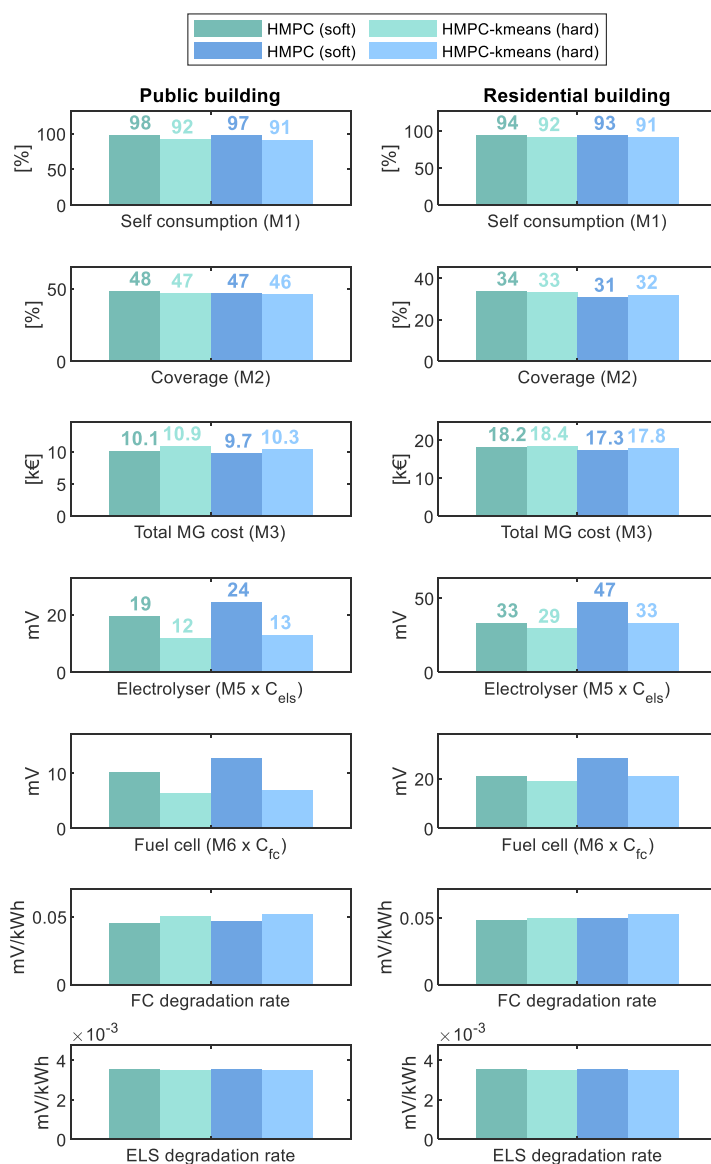 HMPC (soft) HMPC-kmeans (hard)
HMPC (soft) HMPC-kmeans (hard)
Public building
[%]
100
50
0
98 92 97 91
Self consumption (M1)
Residential building
[%]
100
50
0
94 92 93 91
Self consumption (M1)
[%]
50
0
48 47 47 46
Coverage (M2)
[%]
40
20
0
34 33 31 32
Coverage (M2)
[k€]
10
5
0
10.1 10.9 9.7 10.3
Total MG cost (M3)
[k€]
20
10
0
18.2 18.4 17.3 17.8
Total MG cost (M3)
mV
20
0
19 12 24 13
Electrolyser (M5 x C_els)
mV
50
0
33 29 47 33
Electrolyser (M5 x C_els)
mV
10
0
Fuel cell (M6 x C_fc)
mV
20
0
Fuel cell (M6 x C_fc)
mV/kWh
0.05
0
FC degradation rate
mV/kWh
0.05
0
FC degradation rate
×10^-3
mV/kWh
4
2
0
ELS degradation rate
×10^-3
mV/kWh
4
2
0
ELS degradation rate